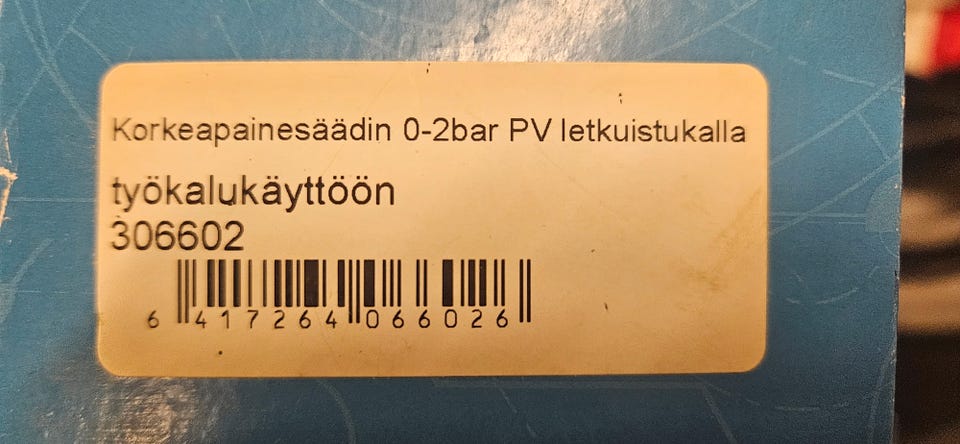 Korkeapainesäädin 0-2bar PV letkuistukalla
työkalukäyttöön
306602
6 417264 066026